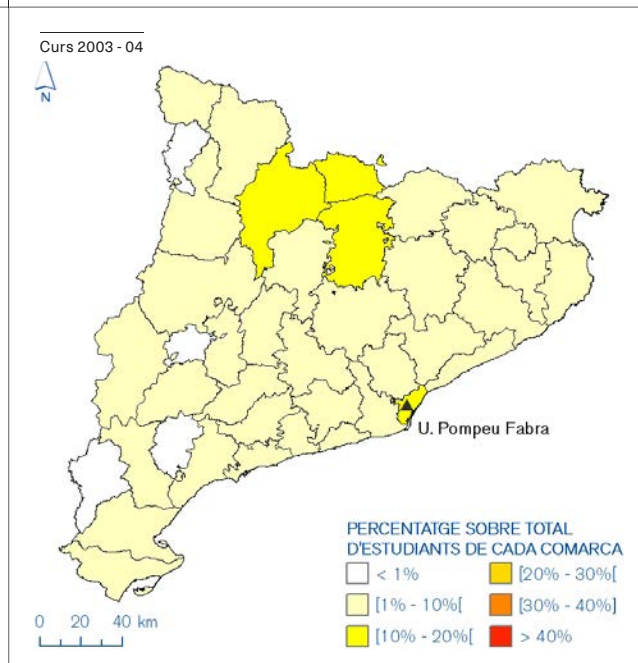 Curs 2003 - 04
N
U. Pompeu Fabra
PERCENTATGE SOBRE TOTAL
D'ESTUDIANTS DE CADA COMARCA
< 1%
[20% - 30%[
[1% - 10%[
[30% - 40%]
[10% - 20%[
> 40%
0 20 40 km